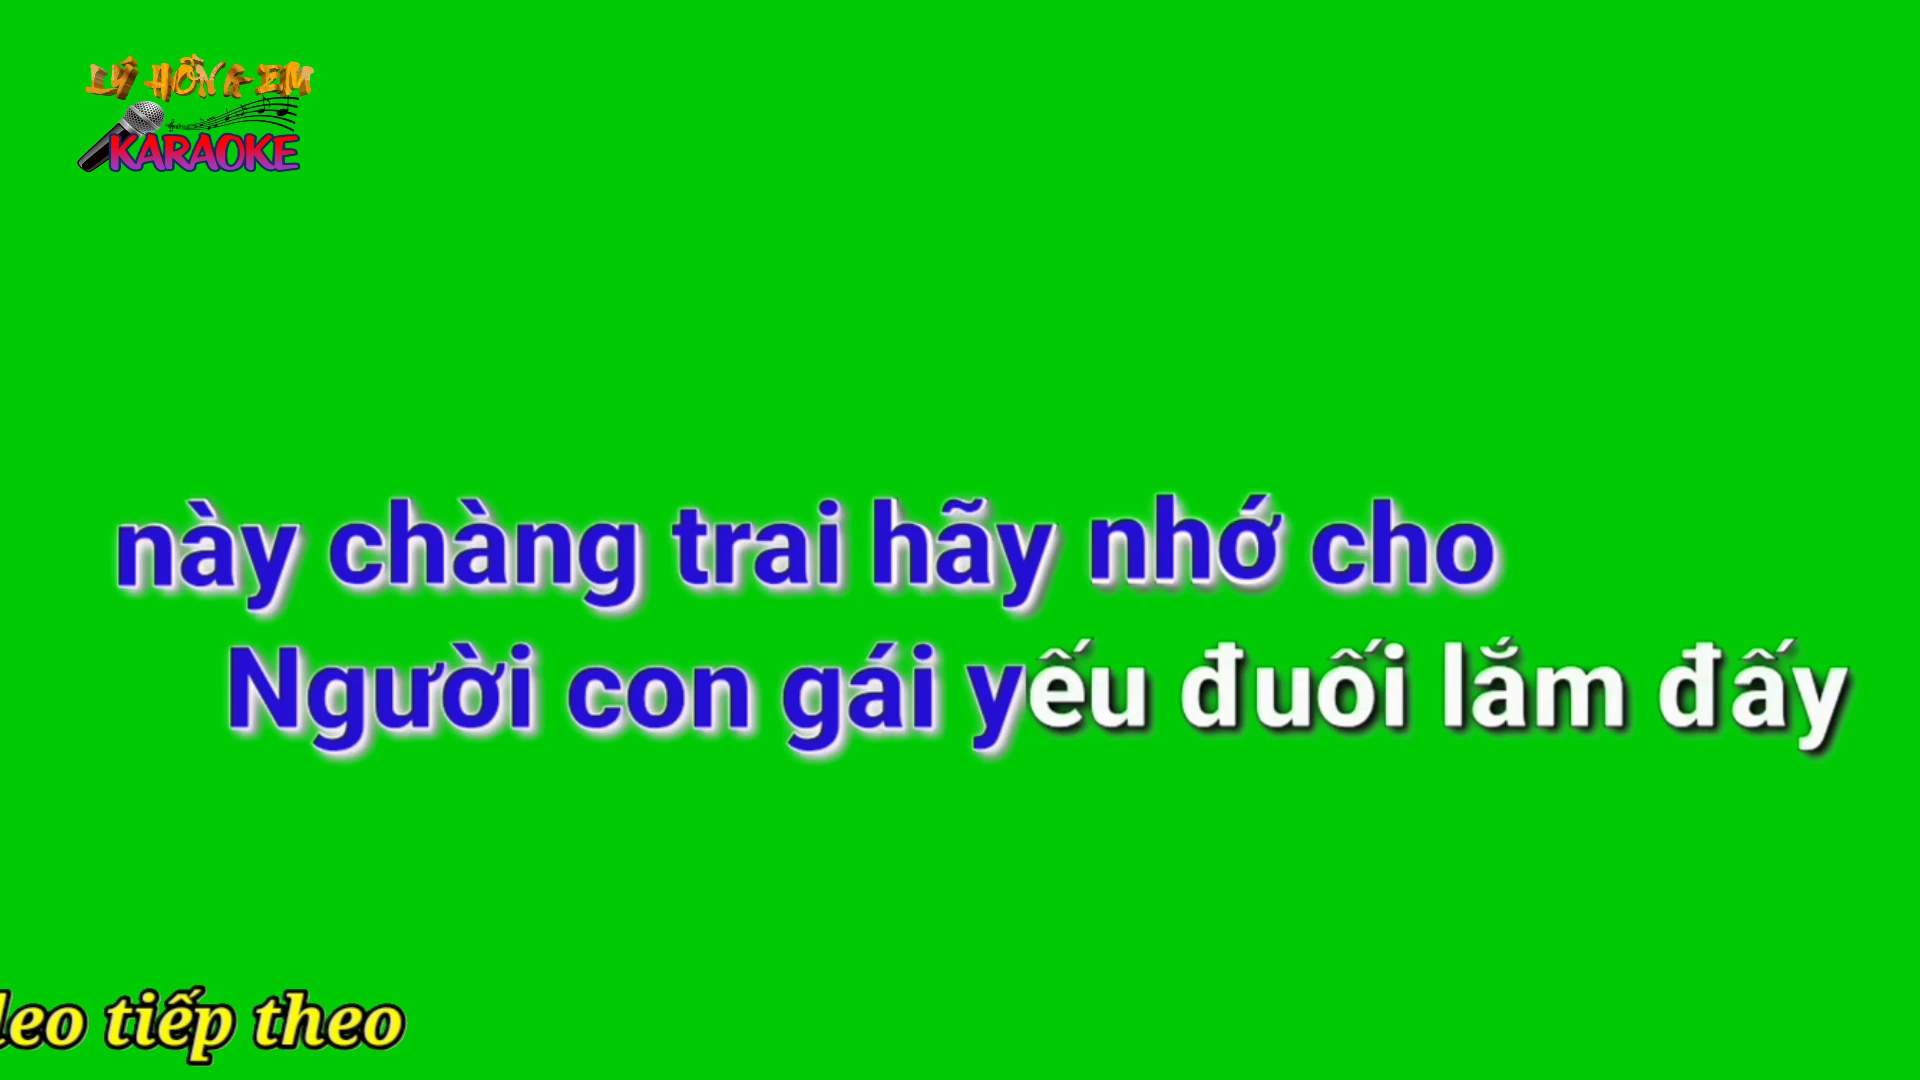 LÝ HỒNG EM
KARAOKE
này chàng trai hãy nhớ cho
Người con gái yếu đuối lắm đấy
deo tiếp theo